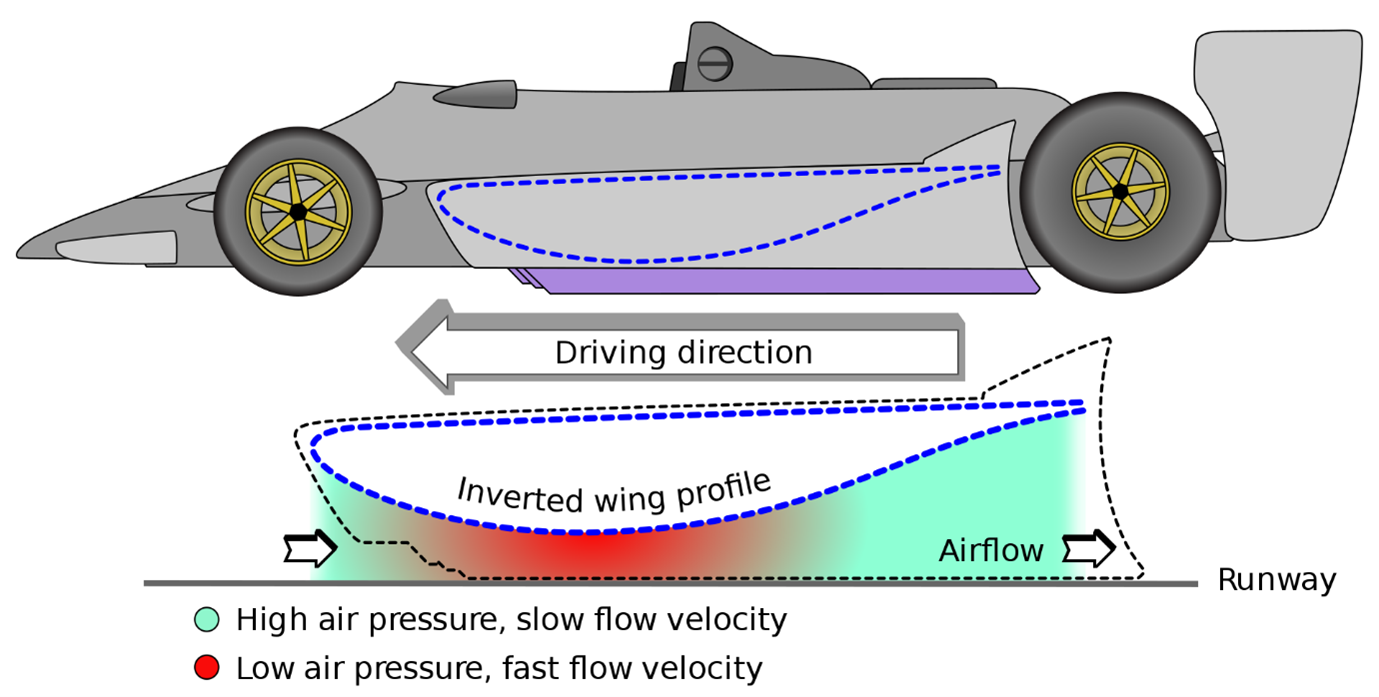 Driving direction
Inverted wing profile
Airflow
Runway
High air pressure, slow flow velocity
Low air pressure, fast flow velocity